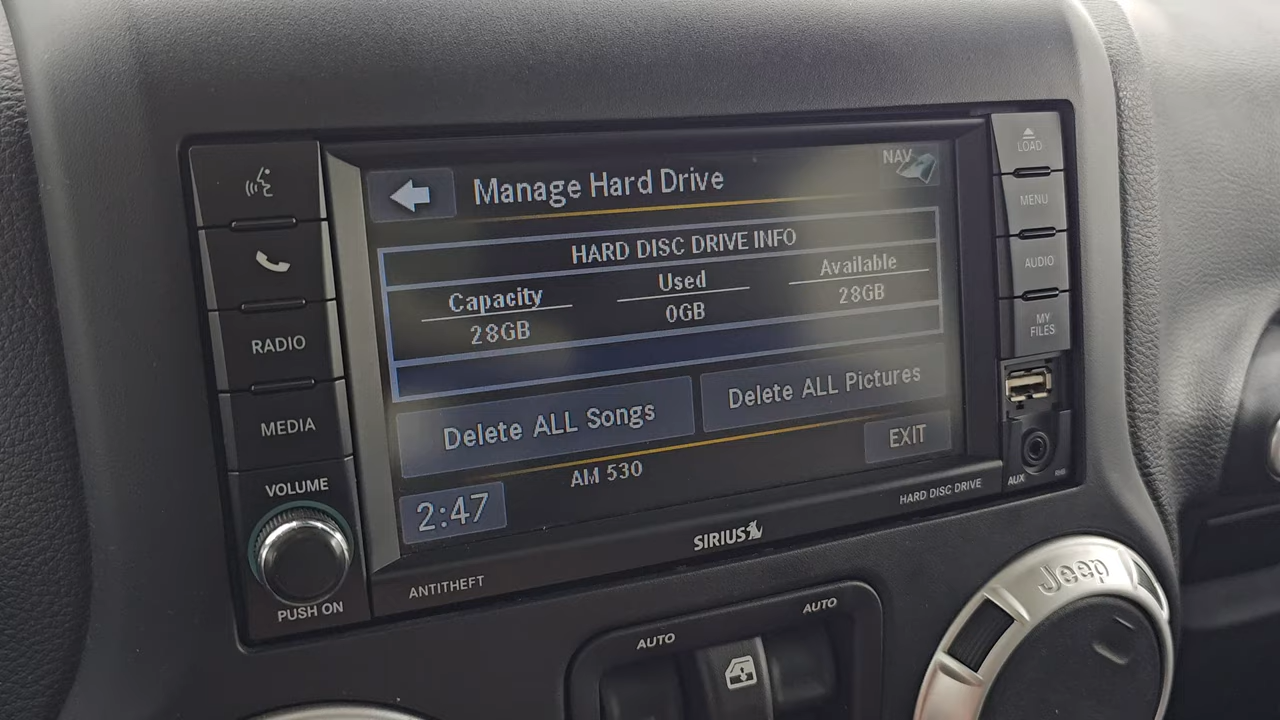 Manage Hard Drive
NAV
HARD DISC DRIVE INFO
Capacity
Used
Available
28GB
0GB
28GB
Delete ALL Songs
Delete ALL Pictures
EXIT
AM 530
2:47
RADIO
MEDIA
VOLUME
PUSH ON
LOAD
MENU
AUDIO
MY
FILES
AUX
ANTITHEFT
SIRIUS
HARD DISC DRIVE
AUTO
AUTO
Jeep